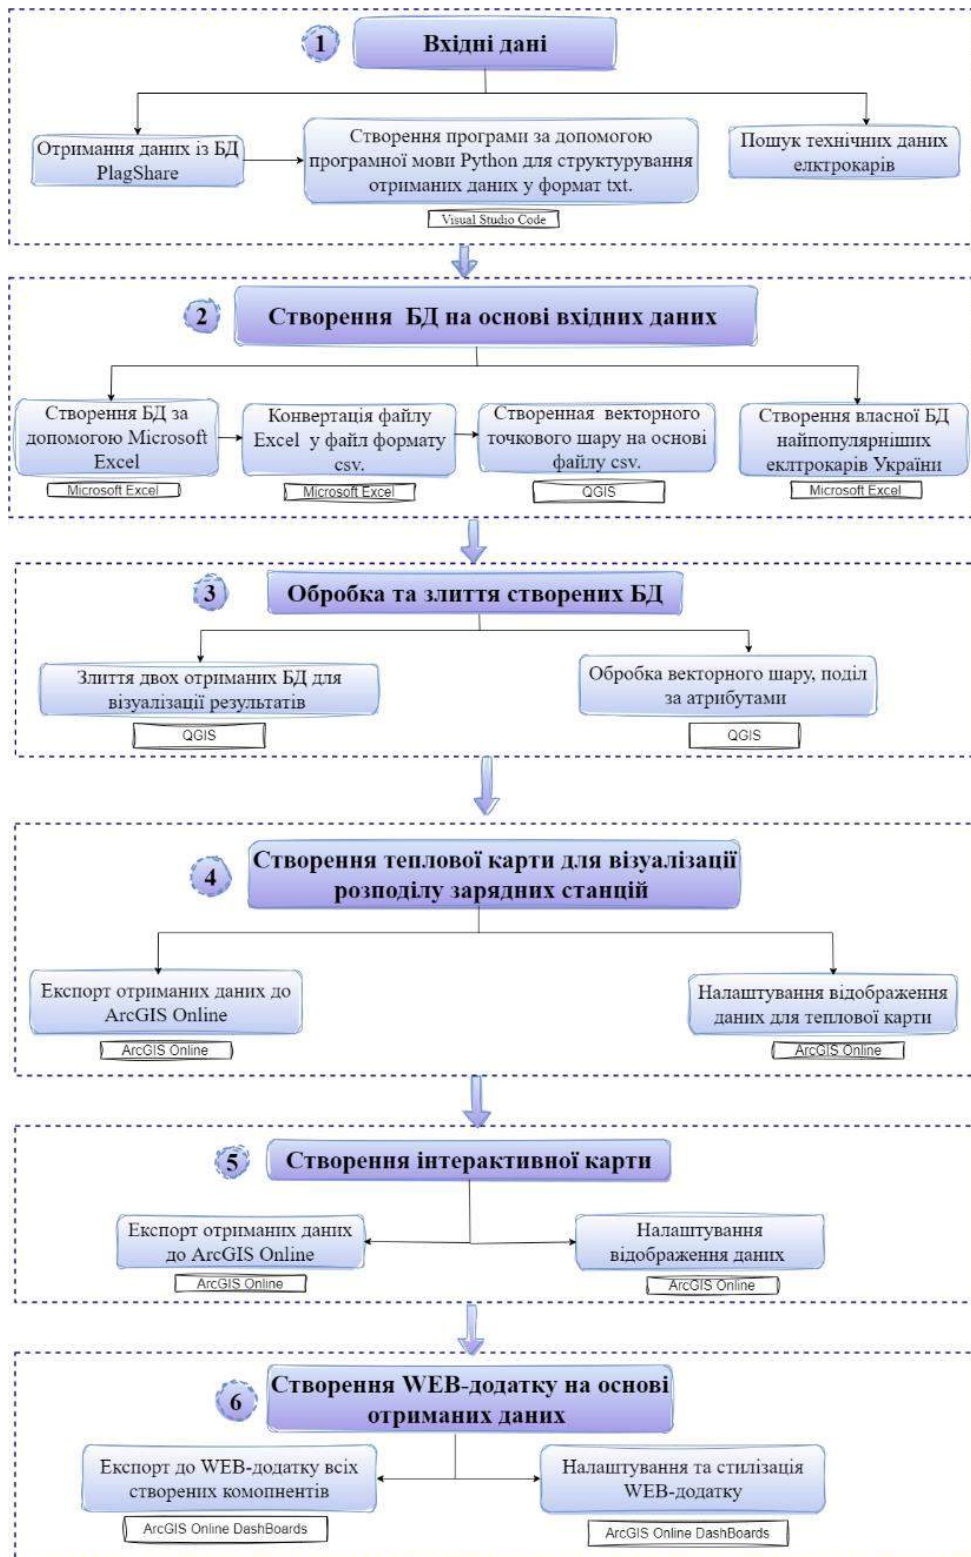 1
Вхідні дані
Отримання даних із БД
PlagShare
Створення програми за допомогою
програмної мови Python для структурування
отриманих даних у формат txt.
Visual Studio Code
Пошук технічних даних
елктрокарів
2
Створення БД на основі вхідних даних
Створення БД за
допомогою Microsoft
Excel
Microsoft Excel
Конвертація файлу
Excel у файл формату
csv.
Microsoft Excel
Створенная векторного
точкового шару на основі
файлу csv.
QGIS
Створення власної БД
найпопулярніших
еклтрокарів України
Microsoft Excel
3
Обробка та злиття створених БД
Злиття двох отриманих БД для
візуалізації результатів
QGIS
Обробка векторного шару, поділ
за атрибутами
QGIS
4
Створення теплової карти для візуалізації
розподілу зарядних станцій
Експорт отриманих даних до
ArcGIS Online
ArcGIS Online
Налаштування відображення
даних для теплової карти
ArcGIS Online
5
Створення інтерактивної карти
Експорт отриманих даних
до ArcGIS Online
ArcGIS Online
Налаштування
відображення даних
ArcGIS Online
6
Створення WEB-додатку на основі
отриманих даних
Експорт до WEB-додатку всіх
створених комопнентів
ArcGIS Online DashBoards
Налаштування та стилізація
WEB-додатку
ArcGIS Online DashBoards